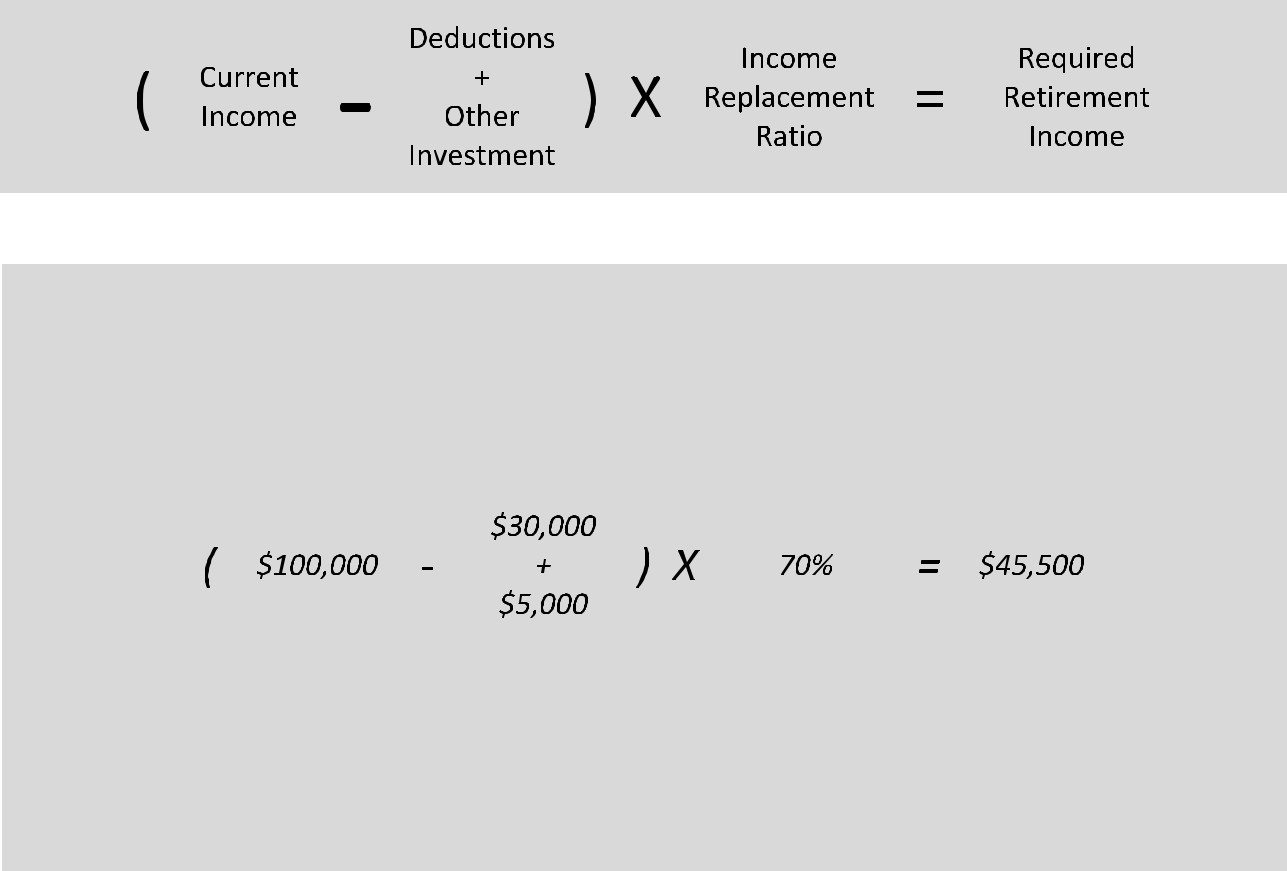 ( Current Income - Deductions + Other Investment ) X Income Replacement Ratio = Required Retirement Income
( $100,000 - $30,000 + $5,000 ) X 70% = $45,500